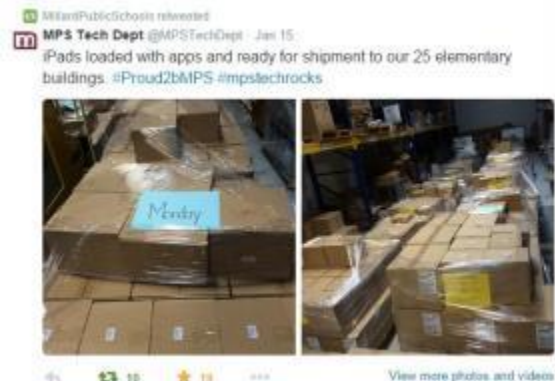 MillardPublicSchools retweeted
MPS Tech Dept @MPSTechDept · Jan 15
iPads loaded with apps and ready for shipment to our 25 elementary
buildings. #Proud2bMPS #mpstechrocks
Monday
View more photos and videos